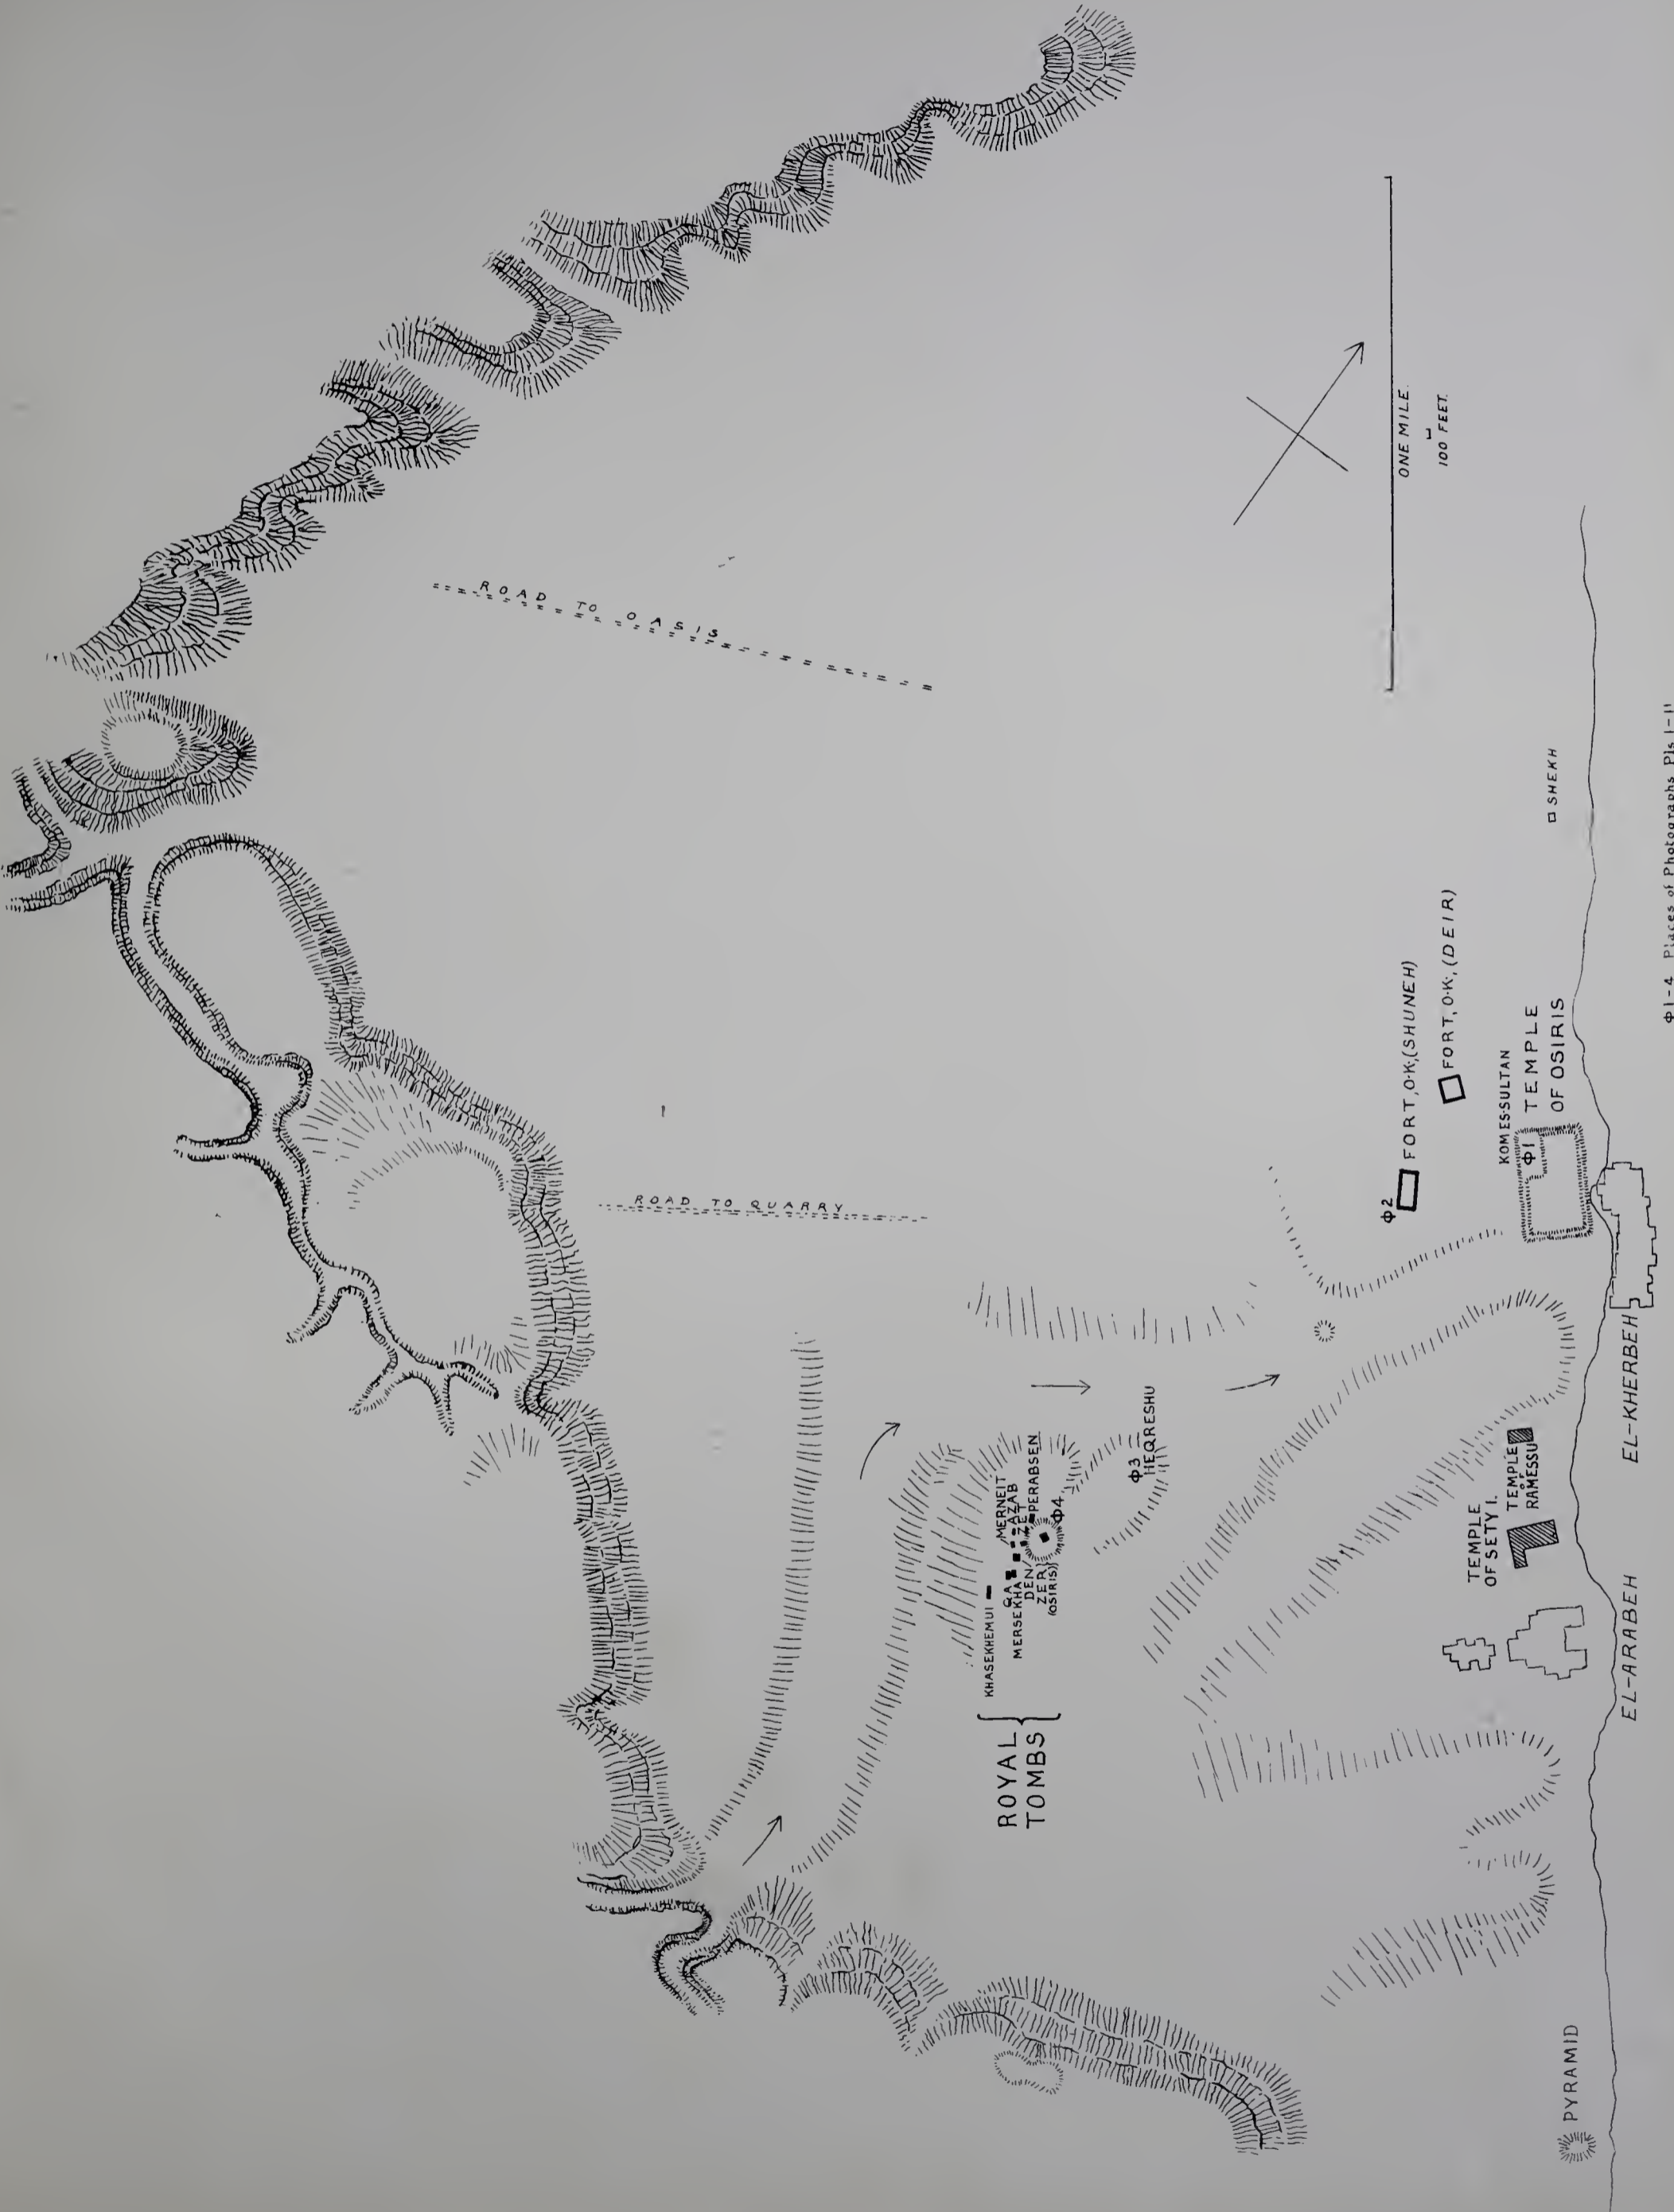 ROAD TO OASIS
ONE MILE.
100 FEET.
SHEKH
FORT, O·K, (SHUNEH)
FORT, O·K, (DEIR)
Φ2
KOM ES·SULTAN
TEMPLE
OF OSIRIS
Φ1
ROAD TO QUARRY
EL-KHERBEH
Φ3
HEQRESHU
MERNEIT
AZAB
ZET
PERABSEN
Φ4
KHASEKHEMUI
QA
MERSEKHA
DEN
ZER
(OSIRIS)
ROYAL
TOMBS
TEMPLE
OF
RAMESSU
TEMPLE
OF SETY I.
EL-ARABEH
PYRAMID
Φ1-4 Places of Photographs Pls